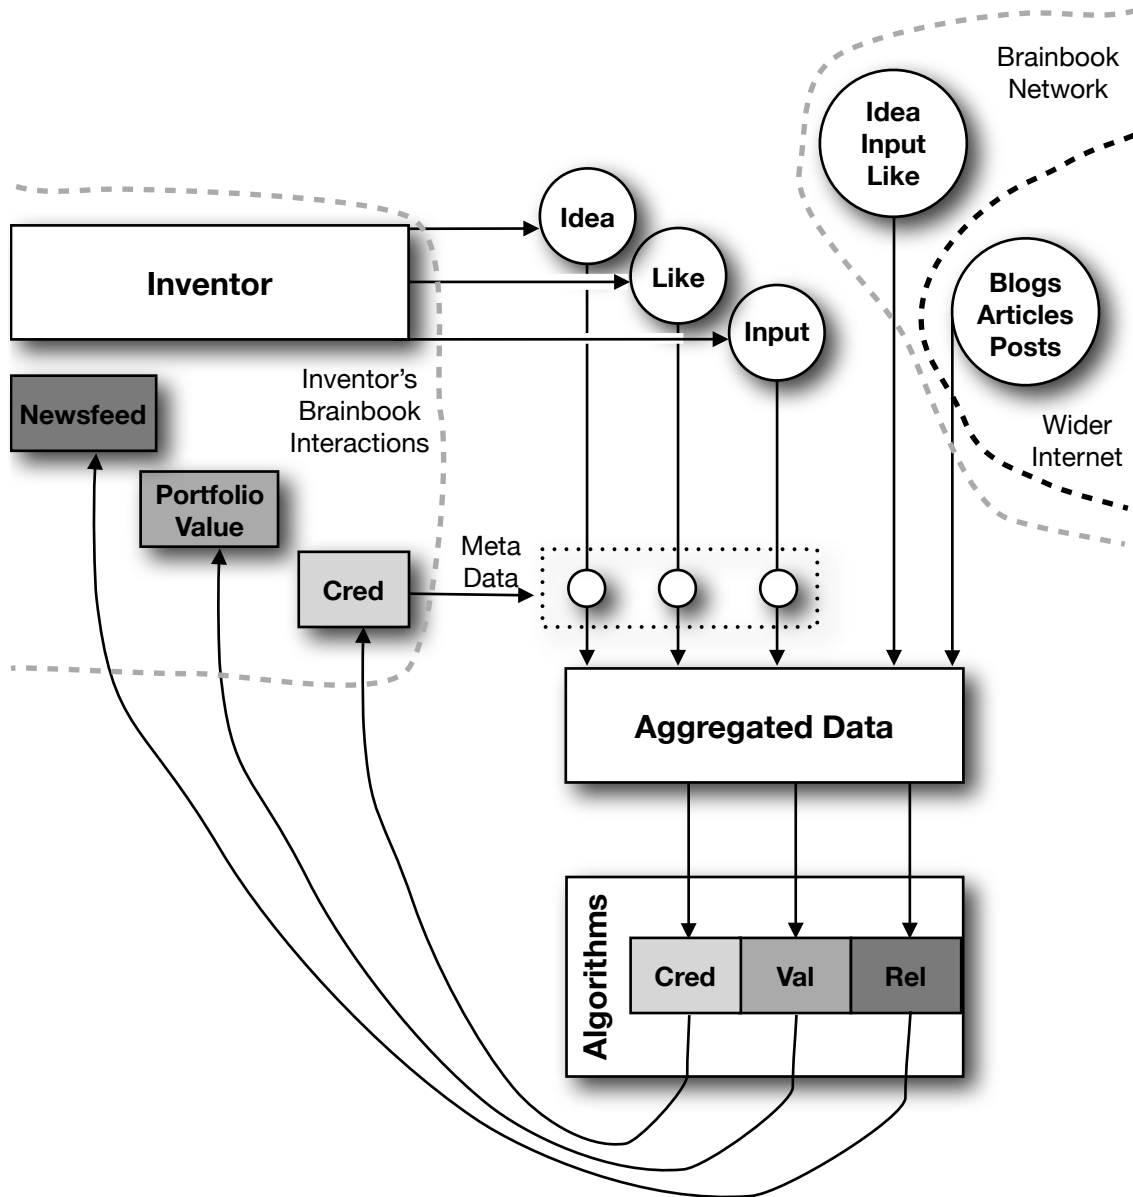 Brainbook
Network
Idea
Input
Like
Idea
Inventor
Like
Blogs
Articles
Posts
Input
Inventor's
Brainbook
Interactions
Newsfeed
Wider
Internet
Portfolio
Value
Meta
Data
Cred
Aggregated Data
Algorithms
Cred
Val
Rel